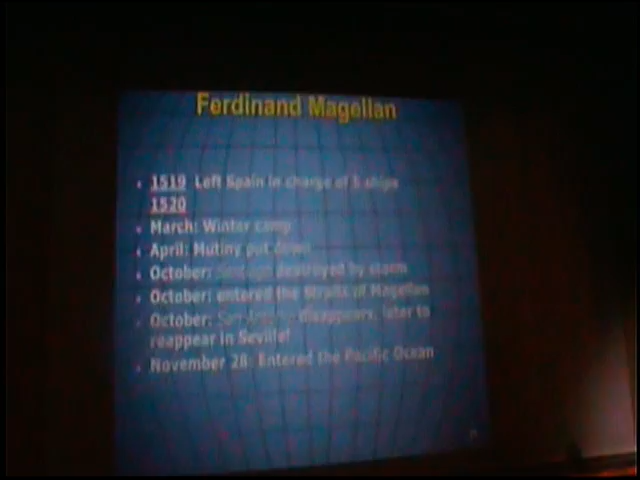 Ferdinand Magellan
1519 Left Spain in charge of 5 ships
1520
March: Winter camp
April: Mutiny put down
October: destroyed by storm
October: entered the Straits of Magellan
October: San disappears, later to
reappear in Seville!
November 28: Entered the Pacific Ocean